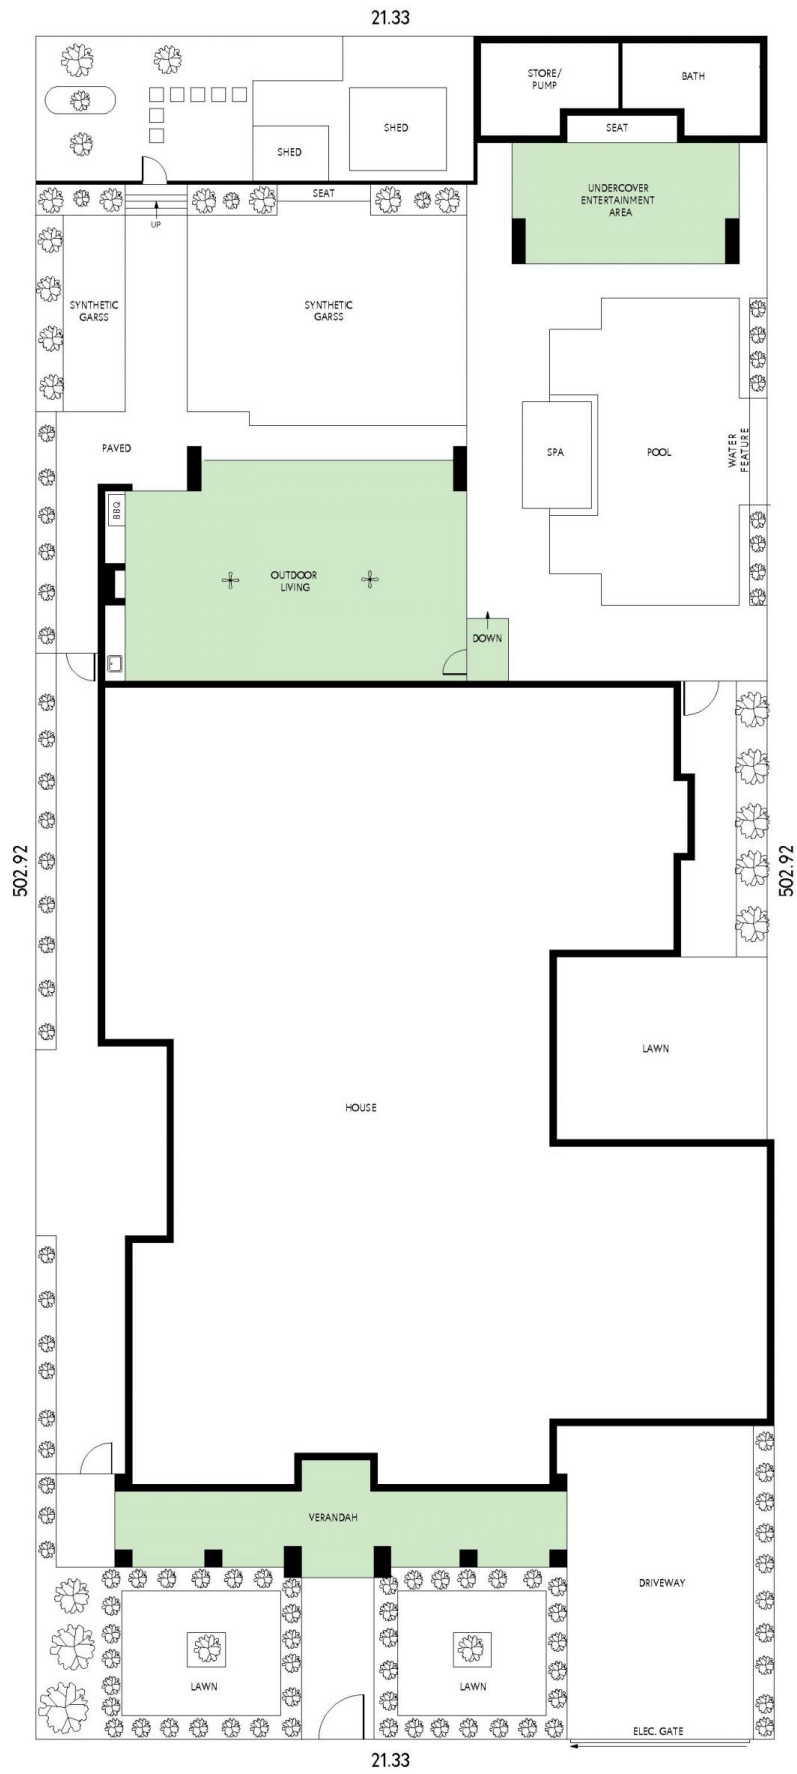 21.33
STORE/
PUMP
BATH
SHED
SHED
SEAT
UNDERCOVER
ENTERTAINMENT
AREA
SEAT
UP
SYNTHETIC
GARSS
SYNTHETIC
GARSS
PAVED
SPA
POOL
WATER
FEATURE
BBQ
OUTDOOR
LIVING
DOWN
502.92
502.92
LAWN
HOUSE
VERANDAH
DRIVEWAY
LAWN
LAWN
ELEC. GATE
21.33